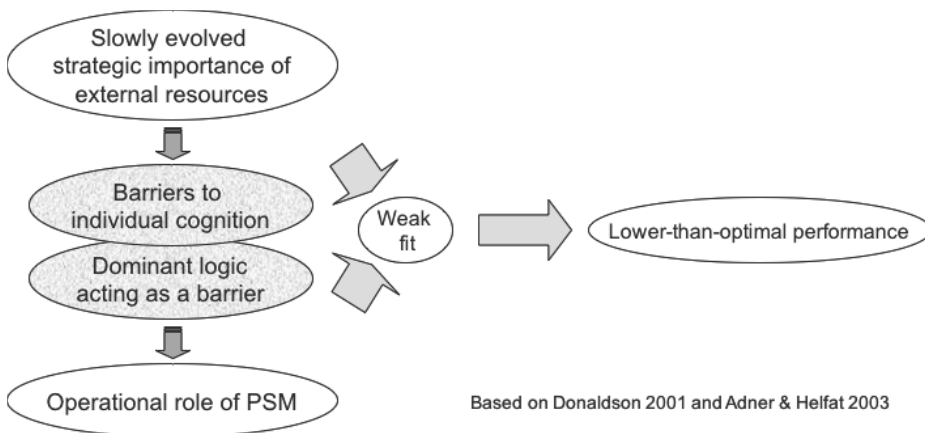 Slowly evolved
strategic importance of
external resources
Barriers to
individual cognition
Dominant logic
acting as a barrier
Weak
fit
Lower-than-optimal performance
Operational role of PSM
Based on Donaldson 2001 and Adner & Helfat 2003